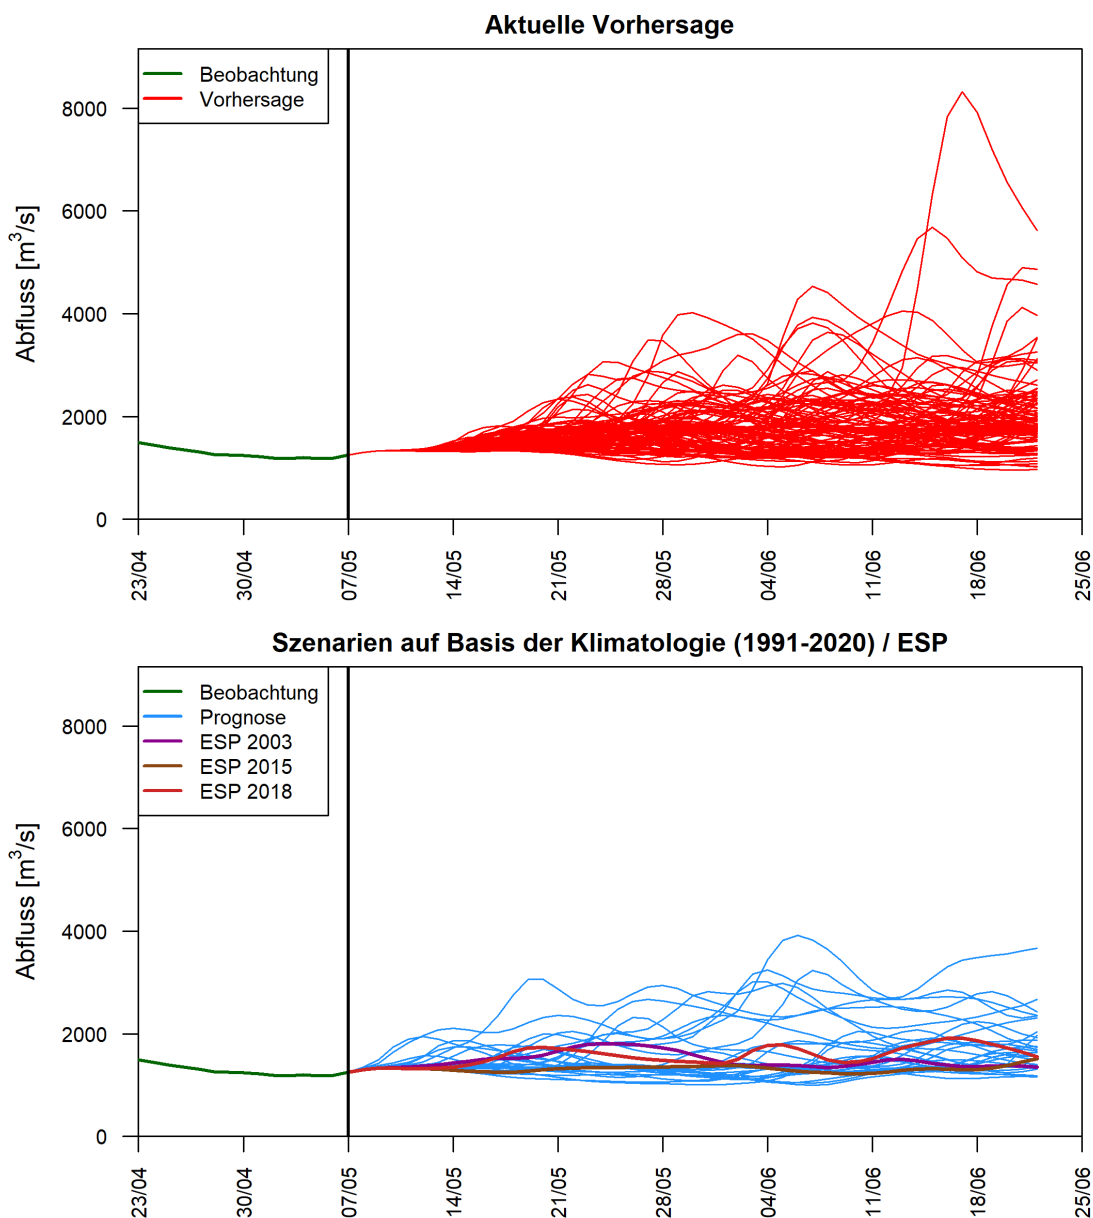 Aktuelle Vorhersage
Beobachtung
Vorhersage
Abfluss [m³/s]
8000
6000
4000
2000
0
23/04
30/04
07/05
14/05
21/05
28/05
04/06
11/06
18/06
25/06
Szenarien auf Basis der Klimatologie (1991-2020) / ESP
Beobachtung
Prognose
ESP 2003
ESP 2015
ESP 2018
Abfluss [m³/s]
8000
6000
4000
2000
0
23/04
30/04
07/05
14/05
21/05
28/05
04/06
11/06
18/06
25/06